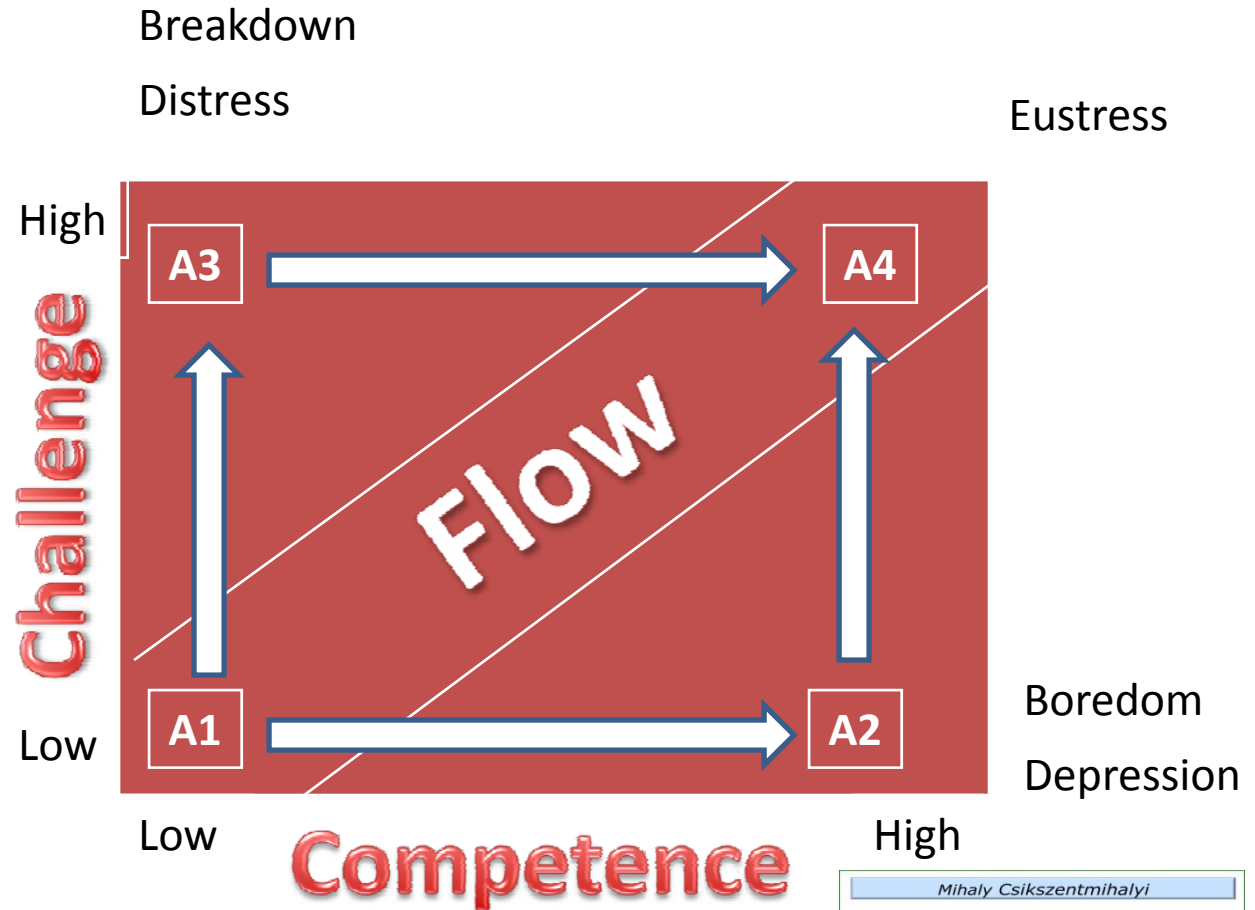 Breakdown
Distress
Eustress
High
A3
A4
Challenge
Flow
A1
A2
Low
Boredom
Depression
Low
Competence
High
Mihaly Csikszentmihalyi